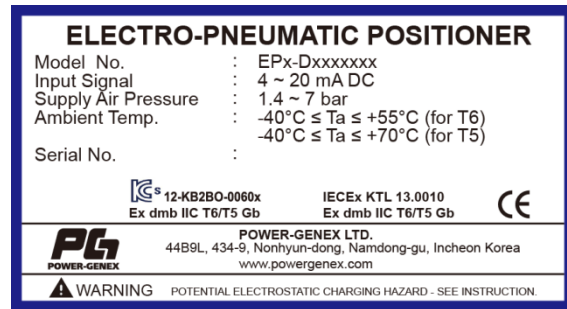 ELECTRO-PNEUMATIC POSITIONER
Model No. : EPx-Dxxxxxxx
Input Signal : 4 ~ 20 mA DC
Supply Air Pressure : 1.4 ~ 7 bar
Ambient Temp. : -40°C ≤ Ta ≤ +55°C (for T6)
-40°C ≤ Ta ≤ +70°C (for T5)
Serial No. :
KCs 12-KB2BO-0060x IECEx KTL 13.0010
Ex dmb IIC T6/T5 Gb Ex dmb IIC T6/T5 Gb CE
PG POWER-GENEX LTD.
44B9L, 434-9, Nonhyun-dong, Namdong-gu, Incheon Korea
POWER-GENEX www.powergenex.com
WARNING POTENTIAL ELECTROSTATIC CHARGING HAZARD - SEE INSTRUCTION.